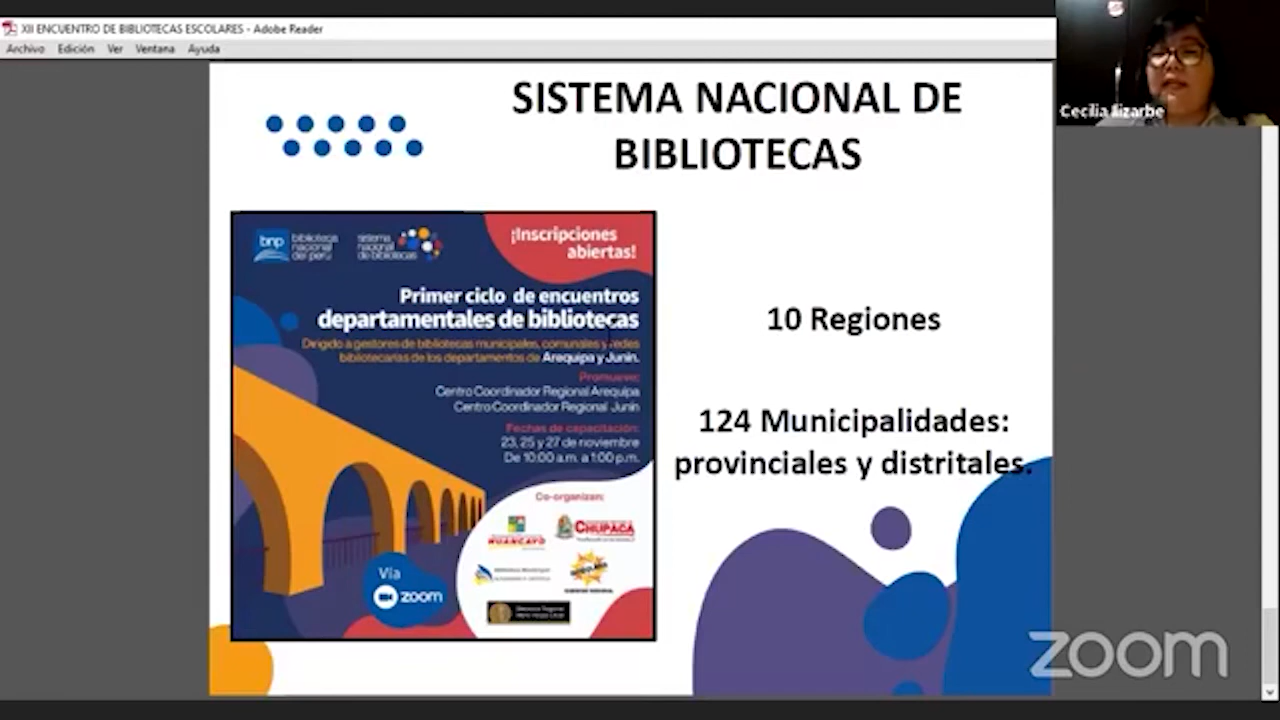 XII ENCUENTRO DE BIBLIOTECAS ESCOLARES - Adobe Reader
Archivo Edición Ver Ventana Ayuda
Cecilia lizarbe
SISTEMA NACIONAL DE
BIBLIOTECAS
bnp
biblioteca
nacional
del perú
sistema
nacional
de bibliotecas
¡Inscripciones
abiertas!
Primer ciclo de encuentros
departamentales de bibliotecas
Dirigido a gestores de bibliotecas municipales, comunales y redes
bibliotecarias de los departamentos de Arequipa y Junín.
Promueve:
Centro Coordinador Regional Arequipa
Centro Coordinador Regional Junín
Fechas de capacitación:
23, 25 y 27 de noviembre
De 10:00 a.m. a 1:00 p.m.
Co-organizan:
HUANCAYO
CHUPACA
Biblioteca Municipal
Vía
zoom
10 Regiones
124 Municipalidades:
provinciales y distritales.
zoom